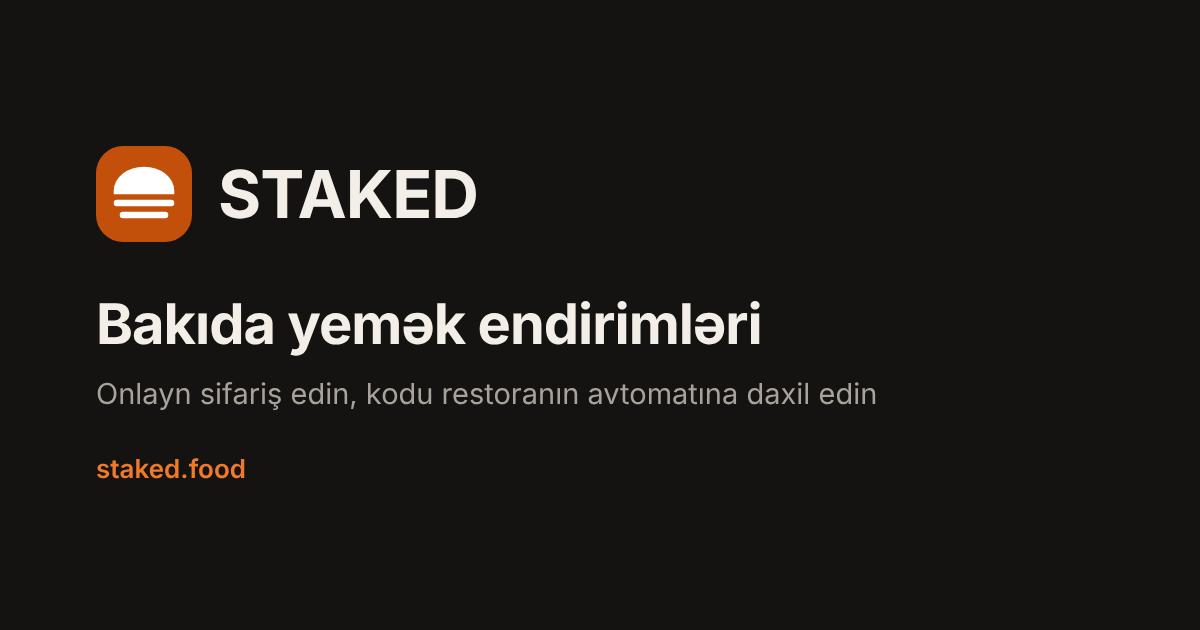 STAKED
Bakıda yemək endirimləri
Onlayn sifariş edin, kodu restoranın avtomatına daxil edin
staked.food